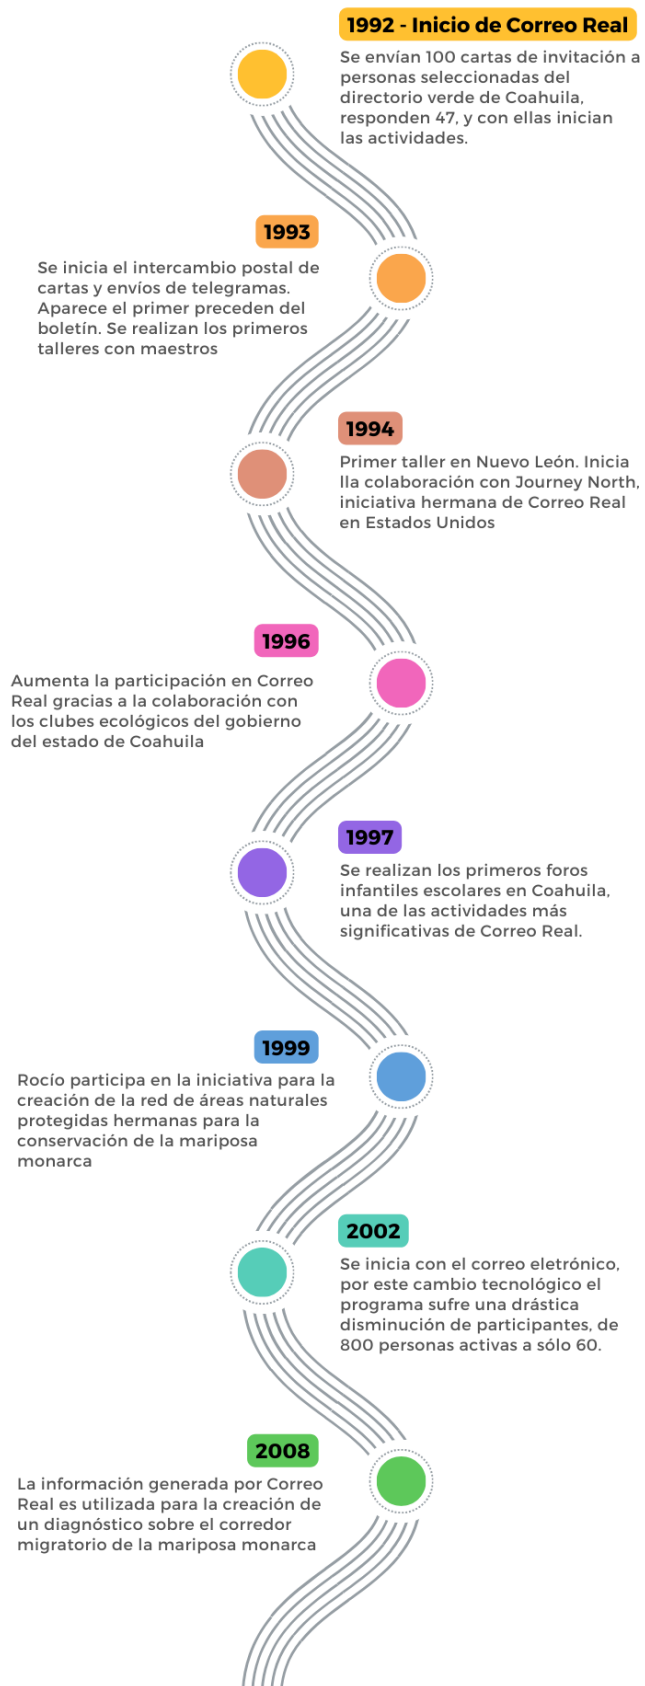 1992 - Inicio de Correo Real
Se envían 100 cartas de invitación a
personas seleccionadas del
directorio verde de Coahuila,
responden 47, y con ellas inician
las actividades.
1993
Se inicia el intercambio postal de
cartas y envíos de telegramas.
Aparece el primer preceden del
boletín. Se realizan los primeros
talleres con maestros
1994
Primer taller en Nuevo León. Inicia
lla colaboración con Journey North,
iniciativa hermana de Correo Real
en Estados Unidos
1996
Aumenta la participación en Correo
Real gracias a la colaboración con
los clubes ecológicos del gobierno
del estado de Coahuila
1997
Se realizan los primeros foros
infantiles escolares en Coahuila,
una de las actividades más
significativas de Correo Real.
1999
Rocío participa en la iniciativa para la
creación de la red de áreas naturales
protegidas hermanas para la
conservación de la mariposa
monarca
2002
Se inicia con el correo eletrónico,
por este cambio tecnológico el
programa sufre una drástica
disminución de participantes, de
800 personas activas a sólo 60.
2008
La información generada por Correo
Real es utilizada para la creación de
un diagnóstico sobre el corredor
migratorio de la mariposa monarca